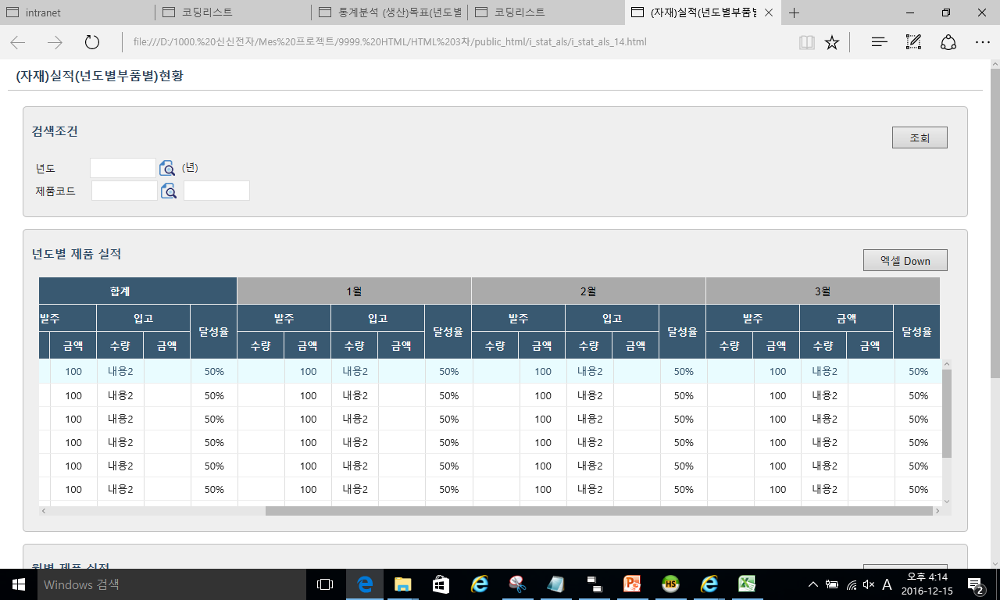 intranet 코딩리스트 통계분석 (생산)목표(년도별 코딩리스트 (자재)실적(년도별부품별
file:///D:/1000.%20신신전자/Mes%20프로젝트/9999.%20HTML/HTML%203차/public_html/i_stat_als/i_stat_als_14.html
(자재)실적(년도별부품별)현황
검색조건
조회
년도 (년)
제품코드
년도별 제품 실적
엑셀 Down
합계 1월 2월 3월
발주 입고 달성율 발주 입고 달성율 발주 입고 달성율 발주 금액 달성율
금액 수량 금액 수량 금액 수량 금액 수량 금액 수량 금액 수량 금액 수량 금액
100 내용2 50% 100 내용2 50% 100 내용2 50% 100 내용2 50%
100 내용2 50% 100 내용2 50% 100 내용2 50% 100 내용2 50%
100 내용2 50% 100 내용2 50% 100 내용2 50% 100 내용2 50%
100 내용2 50% 100 내용2 50% 100 내용2 50% 100 내용2 50%
100 내용2 50% 100 내용2 50% 100 내용2 50% 100 내용2 50%
100 내용2 50% 100 내용2 50% 100 내용2 50% 100 내용2 50%
월별 제품 실적
Windows 검색
HS
A
오후 4:14
2016-12-15
2